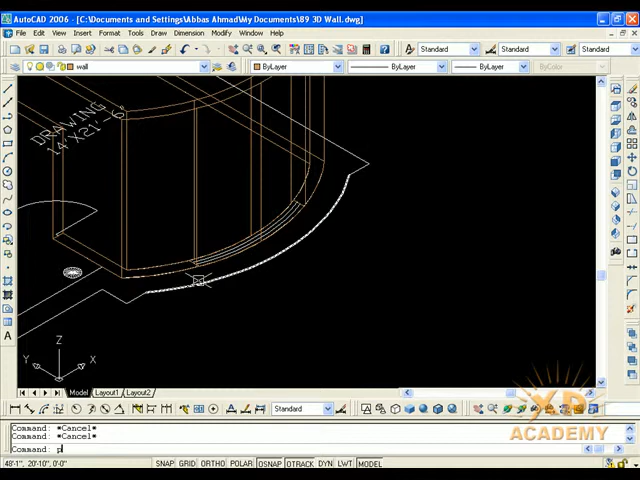 AutoCAD 2006 - [C:\Documents and Settings\Abbas Ahmad\My Documents\89 3D Wall.dwg]
File Edit View Insert Format Tools Draw Dimension Modify Window Help
Standard Standard Standard
wall ByLayer ByLayer ByLayer ByColor
DRAWING
14'X21'-6"
Z
Y X
Model Layout1 Layout2
Standard
XD
ACADEMY
Command: *Cancel*
Command: *Cancel*
Command: p
48'-1", 20'-10", 0'-0" SNAP GRID ORTHO POLAR OSNAP OTRACK DYN LWT MODEL